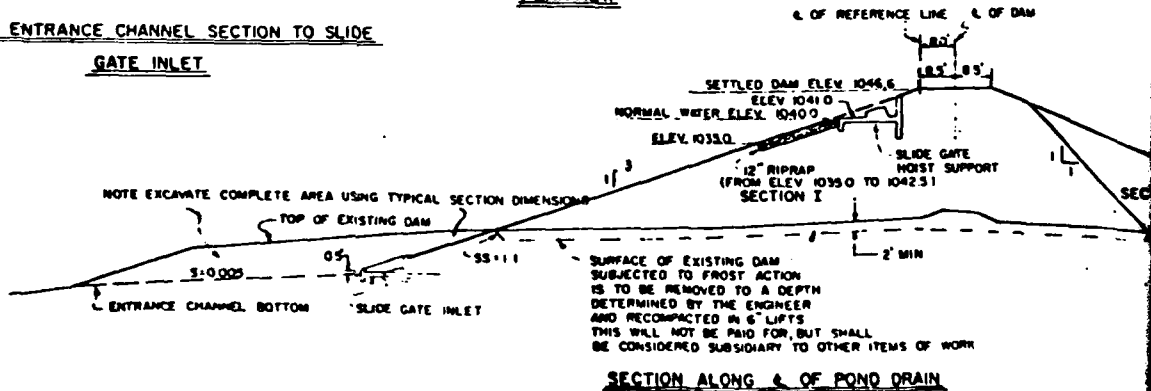 ENTRANCE CHANNEL SECTION TO SLIDE
GATE INLET
℄ OF REFERENCE LINE
℄ OF DAM
8.0'
8.5'
8.5'
SETTLED DAM ELEV 1046.6
ELEV 1041.0
NORMAL WATER ELEV 1040.0
ELEV 1035.0
SLIDE GATE
HOIST SUPPORT
12" RIPRAP
(FROM ELEV 1035.0 TO 1042.5)
SECTION I
1
3
1
1
SEC
NOTE EXCAVATE COMPLETE AREA USING TYPICAL SECTION DIMENSIONS
TOP OF EXISTING DAM
S=0.005
0.5'
SS=1:1
2' MIN
ENTRANCE CHANNEL BOTTOM
SLIDE GATE INLET
SURFACE OF EXISTING DAM
SUBJECTED TO FROST ACTION
IS TO BE REMOVED TO A DEPTH
DETERMINED BY THE ENGINEER
AND RECOMPACTED IN 6" LIFTS
THIS WILL NOT BE PAID FOR, BUT SHALL
BE CONSIDERED SUBSIDIARY TO OTHER ITEMS OF WORK
SECTION ALONG ℄ OF POND DRAIN